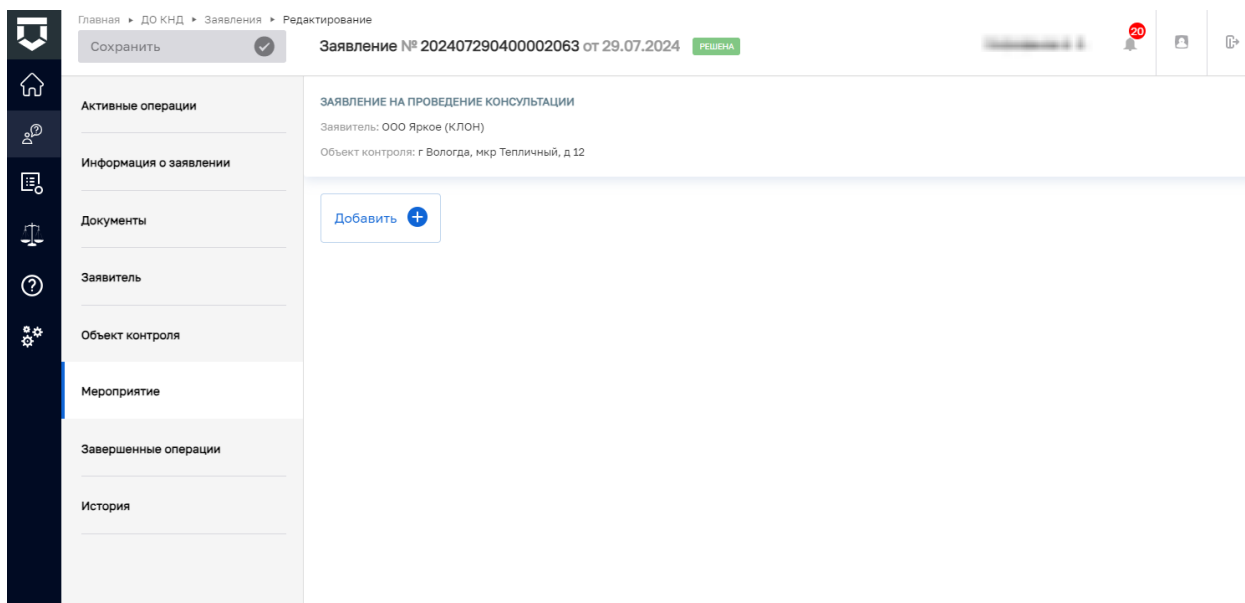 Главная ▸ ДО КНД ▸ Заявления ▸ Редактирование
Сохранить
Заявление № 202407290400002063 от 29.07.2024 РЕШЕНА
20
Активные операции
Информация о заявлении
Документы
Заявитель
Объект контроля
Мероприятие
Завершенные операции
История
ЗАЯВЛЕНИЕ НА ПРОВЕДЕНИЕ КОНСУЛЬТАЦИИ
Заявитель: ООО Яркое (КЛОН)
Объект контроля: г Вологда, мкр Тепличный, д 12
Добавить